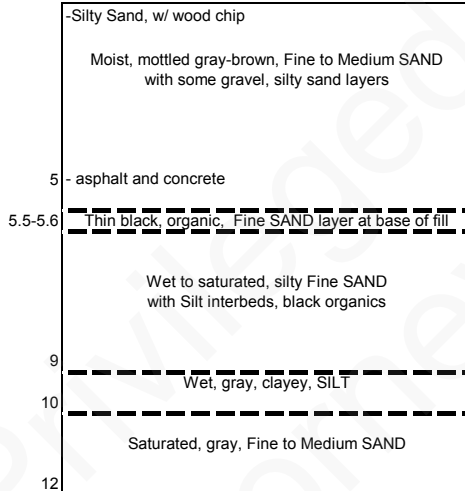 -Silty Sand, w/ wood chip
Moist, mottled gray-brown, Fine to Medium SAND
with some gravel, silty sand layers
5 - asphalt and concrete
5.5-5.6 Thin black, organic, Fine SAND layer at base of fill
Wet to saturated, silty Fine SAND
with Silt interbeds, black organics
9
Wet, gray, clayey, SILT
10
Saturated, gray, Fine to Medium SAND
12
Privileged